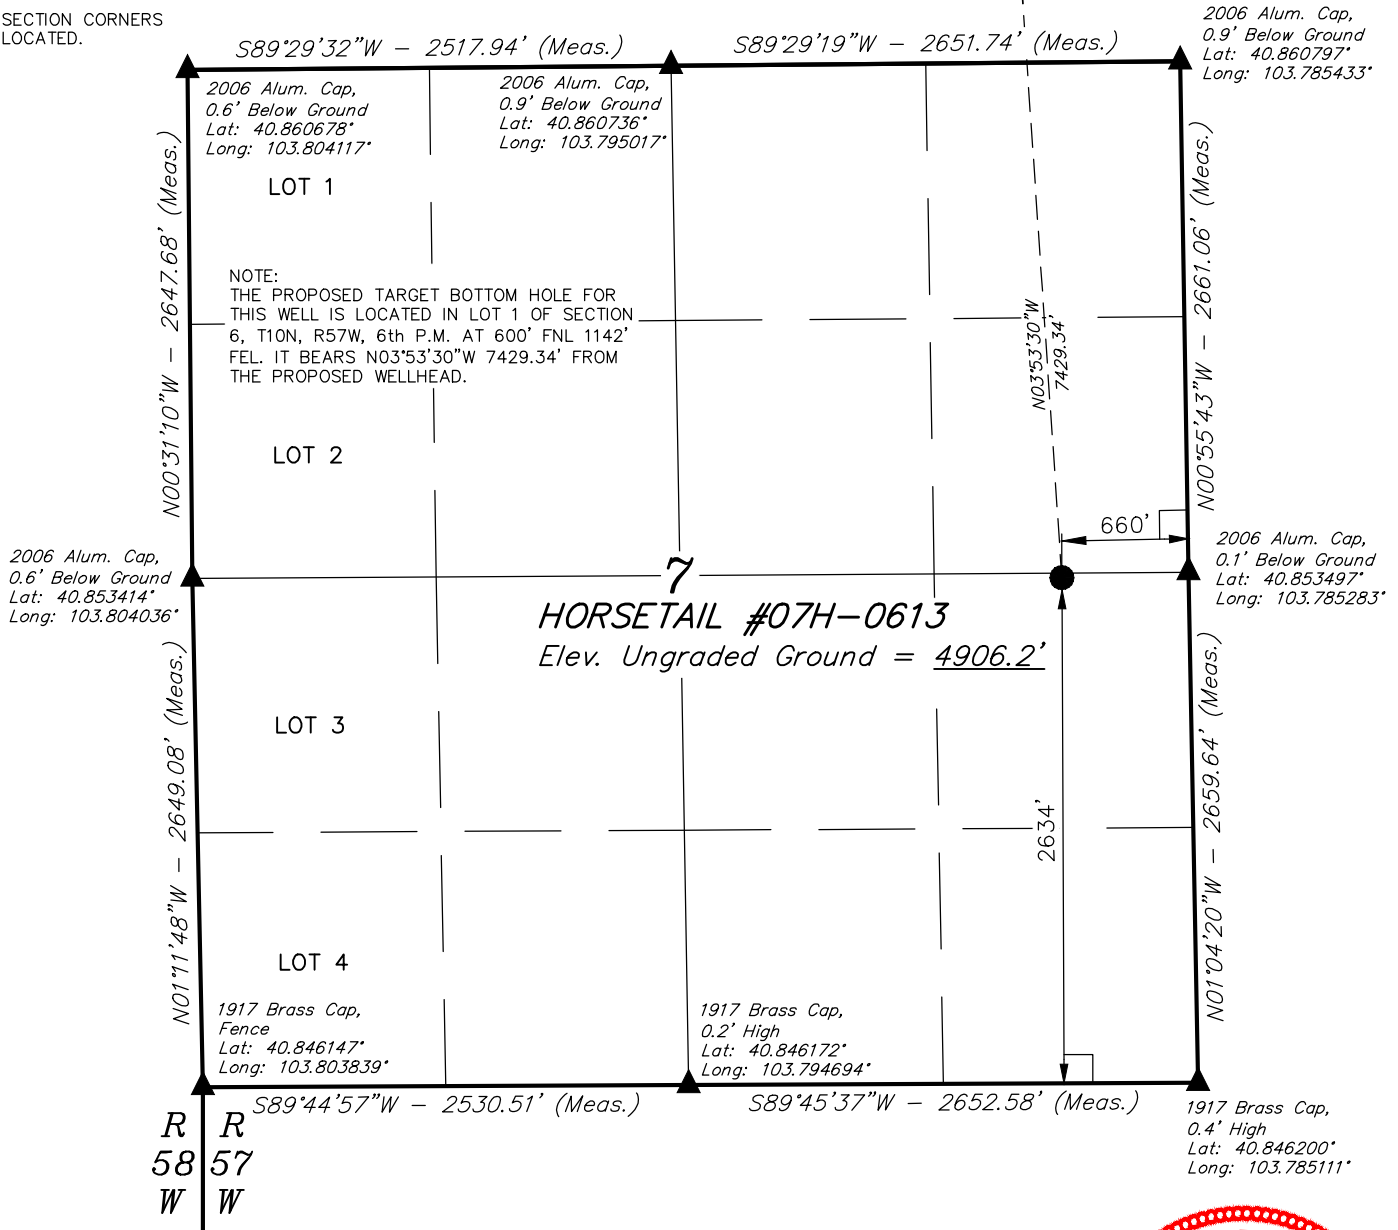 SECTION CORNERS
LOCATED.
S89°29'32"W - 2517.94' (Meas.)
S89°29'19"W - 2651.74' (Meas.)
2006 Alum. Cap,
0.9' Below Ground
Lat: 40.860797°
Long: 103.785433°
2006 Alum. Cap,
0.6' Below Ground
Lat: 40.860678°
Long: 103.804117°
2006 Alum. Cap,
0.9' Below Ground
Lat: 40.860736°
Long: 103.795017°
N00°31'10"W - 2647.68' (Meas.)
LOT 1
N00°55'43"W - 2661.06' (Meas.)
NOTE:
THE PROPOSED TARGET BOTTOM HOLE FOR
THIS WELL IS LOCATED IN LOT 1 OF SECTION
6, T10N, R57W, 6th P.M. AT 600' FNL 1142'
FEL. IT BEARS N03°53'30"W 7429.34' FROM
THE PROPOSED WELLHEAD.
N03°53'30"W
7429.34'
LOT 2
660'
2006 Alum. Cap,
0.6' Below Ground
Lat: 40.853414°
Long: 103.804036°
2006 Alum. Cap,
0.1' Below Ground
Lat: 40.853497°
Long: 103.785283°
7
HORSETAIL #07H-0613
Elev. Ungraded Ground = 4906.2'
N01°11'48"W - 2649.08' (Meas.)
LOT 3
2634'
N01°04'20"W - 2659.64' (Meas.)
LOT 4
1917 Brass Cap,
Fence
Lat: 40.846147°
Long: 103.803839°
1917 Brass Cap,
0.2' High
Lat: 40.846172°
Long: 103.794694°
S89°44'57"W - 2530.51' (Meas.)
S89°45'37"W - 2652.58' (Meas.)
1917 Brass Cap,
0.4' High
Lat: 40.846200°
Long: 103.785111°
R R
58 57
W W